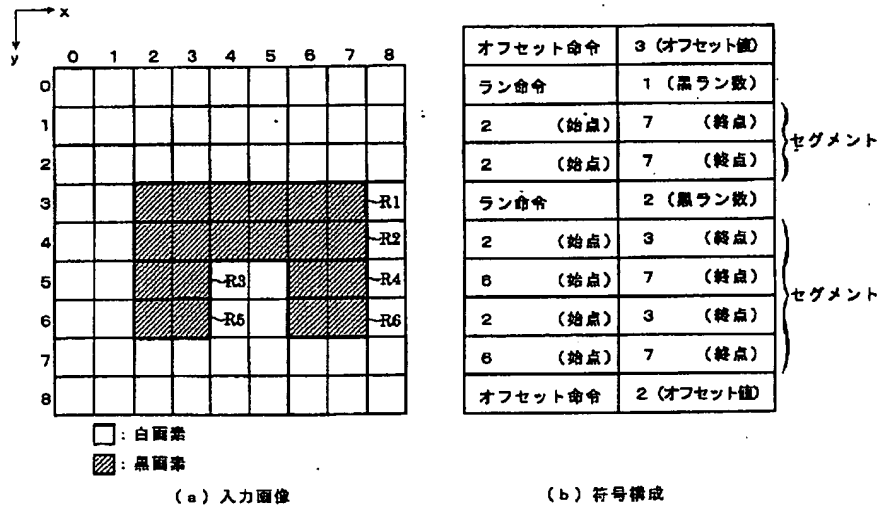 x
y
0 1 2 3 4 5 6 7 8
0
1
2
3
4
5
6
7
8
R1
R2
R3
R4
R5
R6
□:白画素
:黒画素
(a)入力画像
オフセット命令 3(オフセット値)
ラン命令 1(黒ラン数)
2 (始点) 7 (終点)
2 (始点) 7 (終点)
セグメント
ラン命令 2(黒ラン数)
2 (始点) 3 (終点)
6 (始点) 7 (終点)
2 (始点) 3 (終点)
6 (始点) 7 (終点)
セグメント
オフセット命令 2(オフセット値)
(b)符号構成